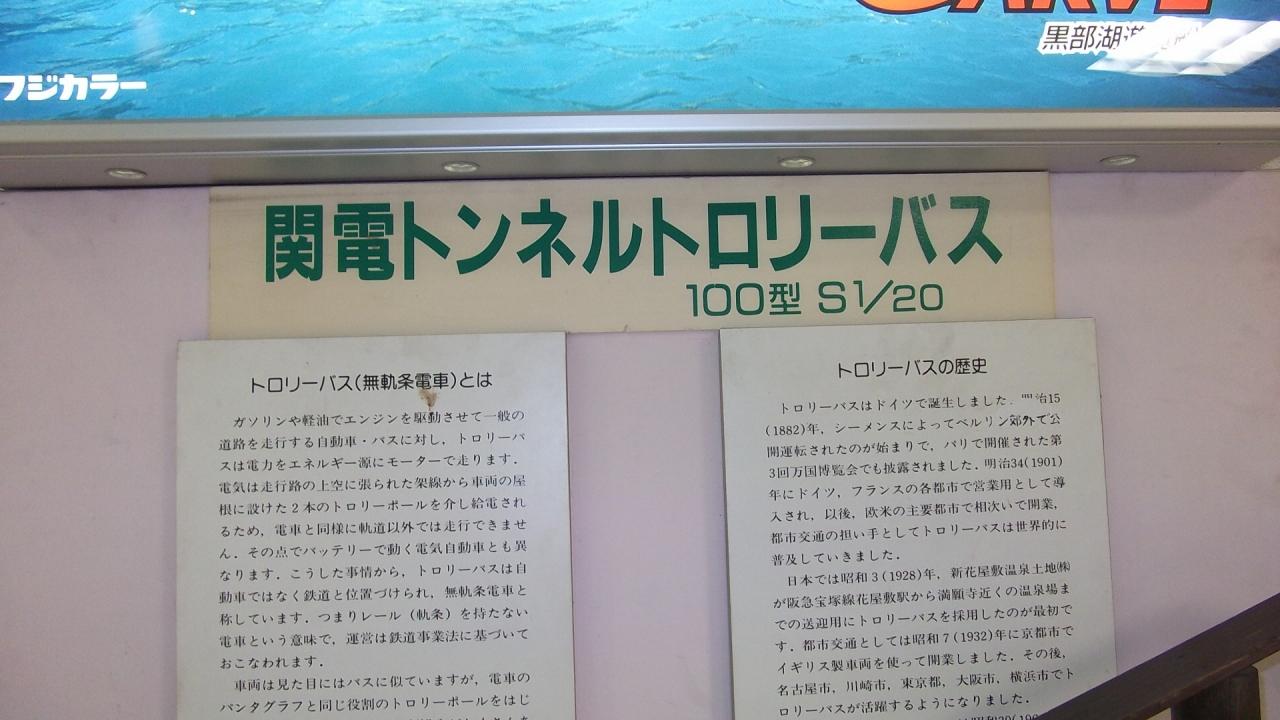 GARVE
黒部湖遊
フジカラー
関電トンネルトロリーバス
100型 S1/20
トロリーバス(無軌条電車)とは
ガソリンや軽油でエンジンを駆動させて一般の
道路を走行する自動車・バスに対し，トロリーバ
スは電力をエネルギー源にモーターで走ります．
電気は走行路の上空に張られた架線から車両の屋
根に設けた２本のトロリーポールを介し給電され
るため，電車と同様に軌道以外では走行できませ
ん．その点でバッテリーで動く電気自動車とも異
なります．こうした事情から，トロリーバスは自
動車ではなく鉄道と位置づけられ，無軌条電車と
称しています．つまりレール（軌条）を持たない
電車という意味で，運営は鉄道事業法に基づいて
おこなわれます．
車両は見た目にはバスに似ていますが，電車の
パンタグラフと同じ役割のトロリーポールをはじ
トロリーバスの歴史
トロリーバスはドイツで誕生しました．明治15
(1882)年，シーメンスによってベルリン郊外で公
開運転されたのが始まりで，パリで開催された第
3回万国博覧会でも披露されました．明治34(1901)
年にドイツ，フランスの各都市で営業用として導
入され，以後，欧米の主要都市で相次いで開業，
都市交通の担い手としてトロリーバスは世界的に
普及していきました．
日本では昭和３(1928)年，新花屋敷温泉土地㈱
が阪急宝塚線花屋敷駅から満願寺近くの温泉場ま
での送迎用にトロリーバスを採用したのが最初で
す．都市交通としては昭和７(1932)年に京都市で
イギリス製車両を使って開業しました．その後，
名古屋市，川崎市，東京都，大阪市，横浜市でト
ロリーバスが活躍するようになりました．